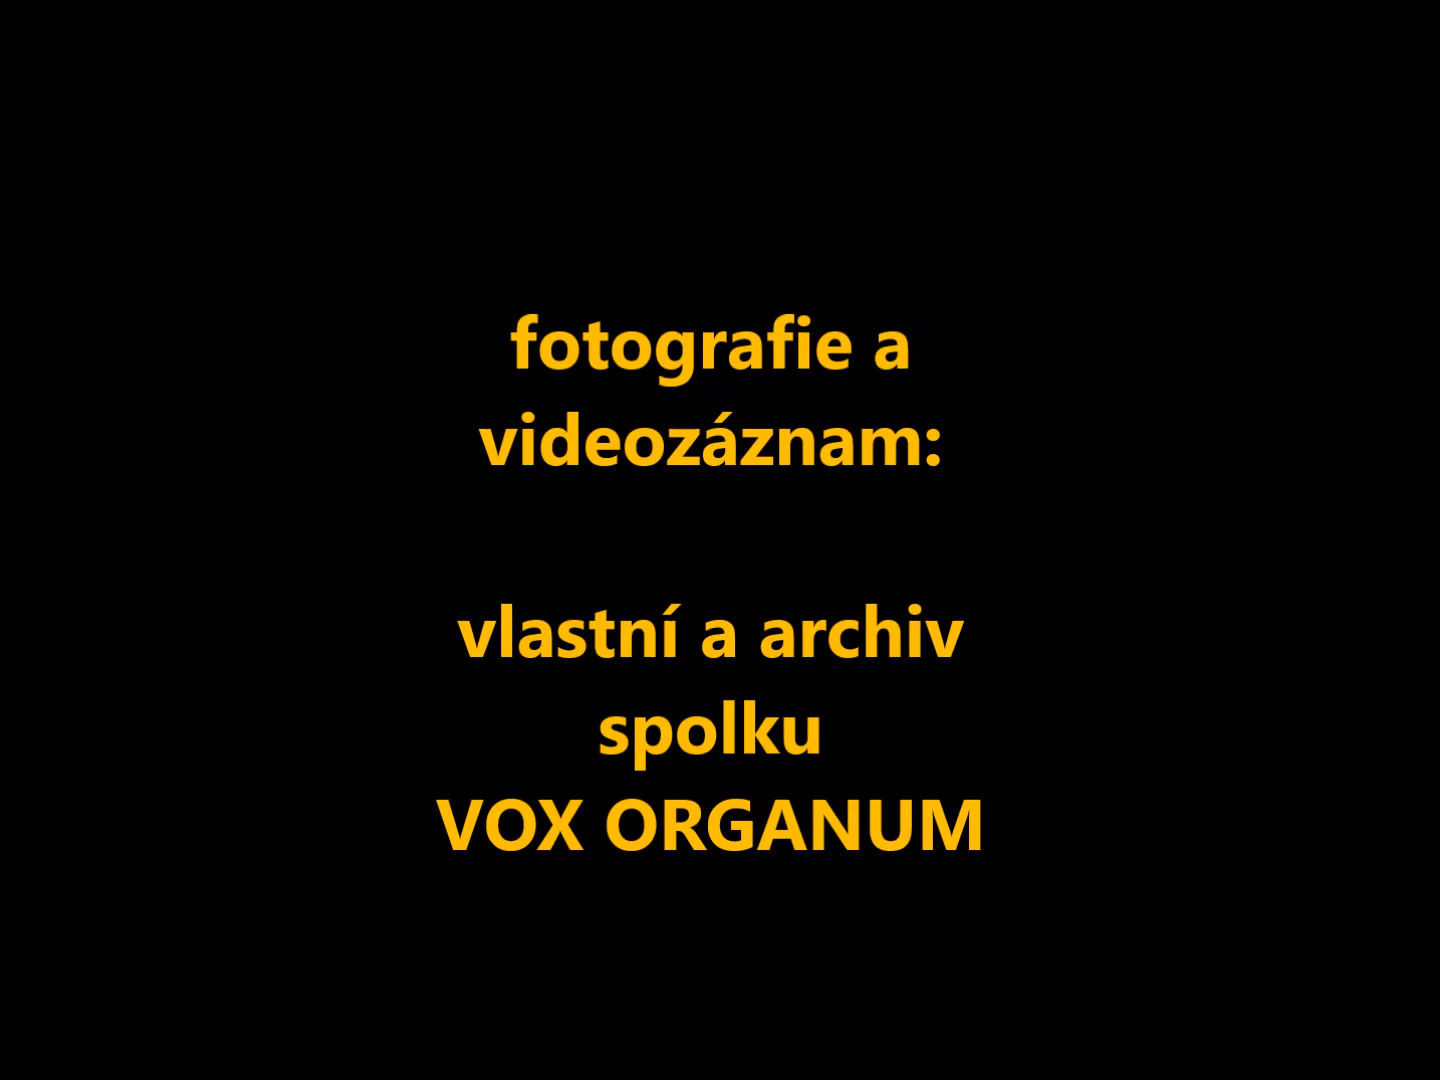 fotografie a
videozáznam:
vlastní a archiv
spolku
VOX ORGANUM